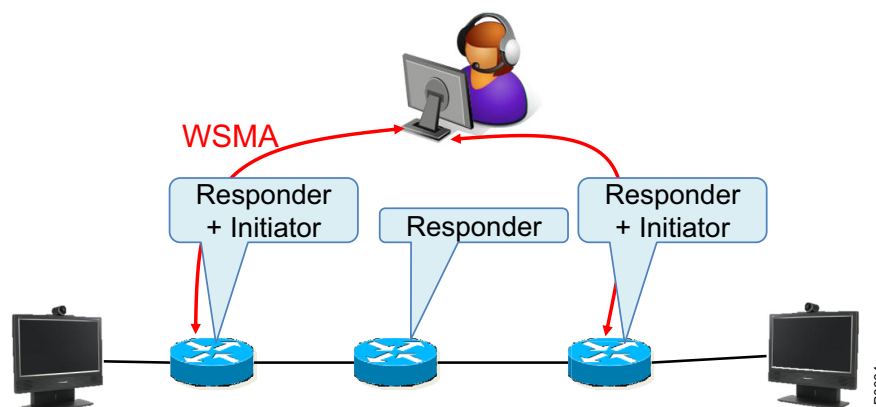 WSMA
Responder
+ Initiator
Responder
Responder
+ Initiator